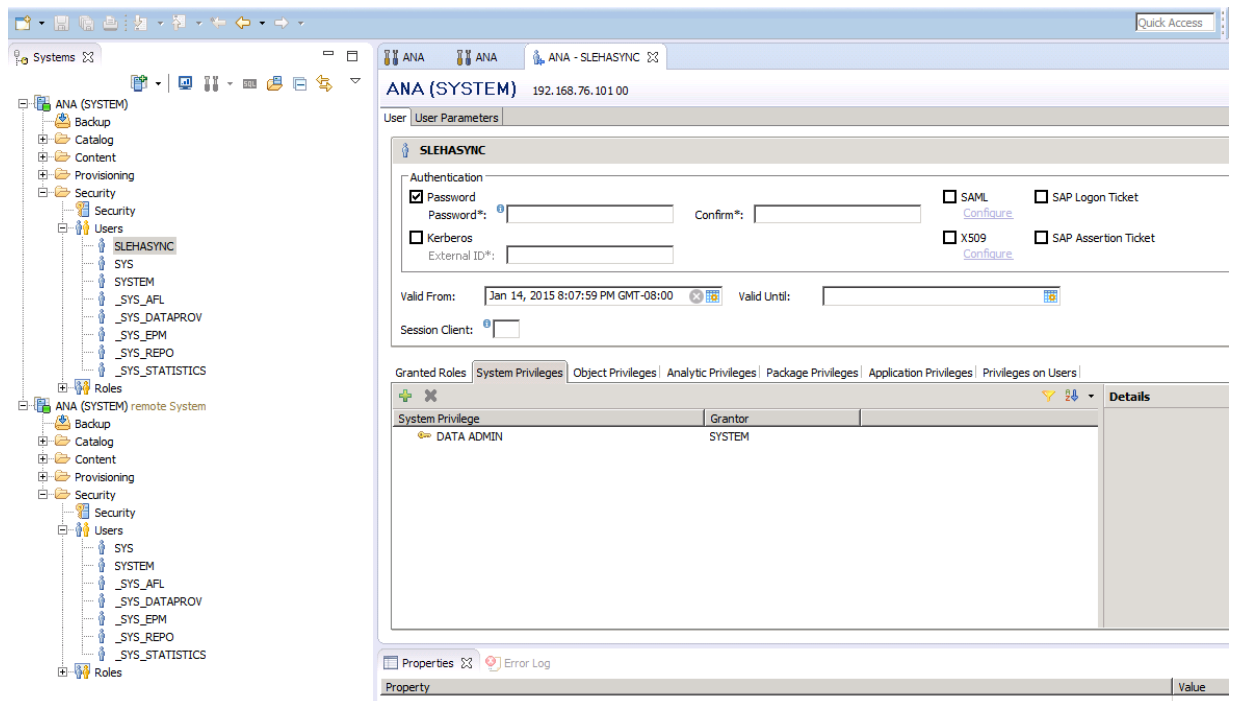 Quick Access
Systems
ANA (SYSTEM)
Backup
Catalog
Content
Provisioning
Security
Security
Users
SLEHASYNC
SYS
SYSTEM
_SYS_AFL
_SYS_DATAPROV
_SYS_EPM
_SYS_REPO
_SYS_STATISTICS
Roles
ANA (SYSTEM) remote System
Backup
Catalog
Content
Provisioning
Security
Security
Users
SYS
SYSTEM
_SYS_AFL
_SYS_DATAPROV
_SYS_EPM
_SYS_REPO
_SYS_STATISTICS
Roles
ANA ANA ANA - SLEHASYNC
ANA (SYSTEM) 192.168.76.101 00
User User Parameters
SLEHASYNC
Authentication
Password SAML SAP Logon Ticket
Password*: Confirm*: Configure
Kerberos X509 SAP Assertion Ticket
External ID*: Configure
Valid From: Jan 14, 2015 8:07:59 PM GMT-08:00 Valid Until:
Session Client:
Granted Roles System Privileges Object Privileges Analytic Privileges Package Privileges Application Privileges Privileges on Users
Details
System Privilege Grantor
DATA ADMIN SYSTEM
Properties Error Log
Property Value